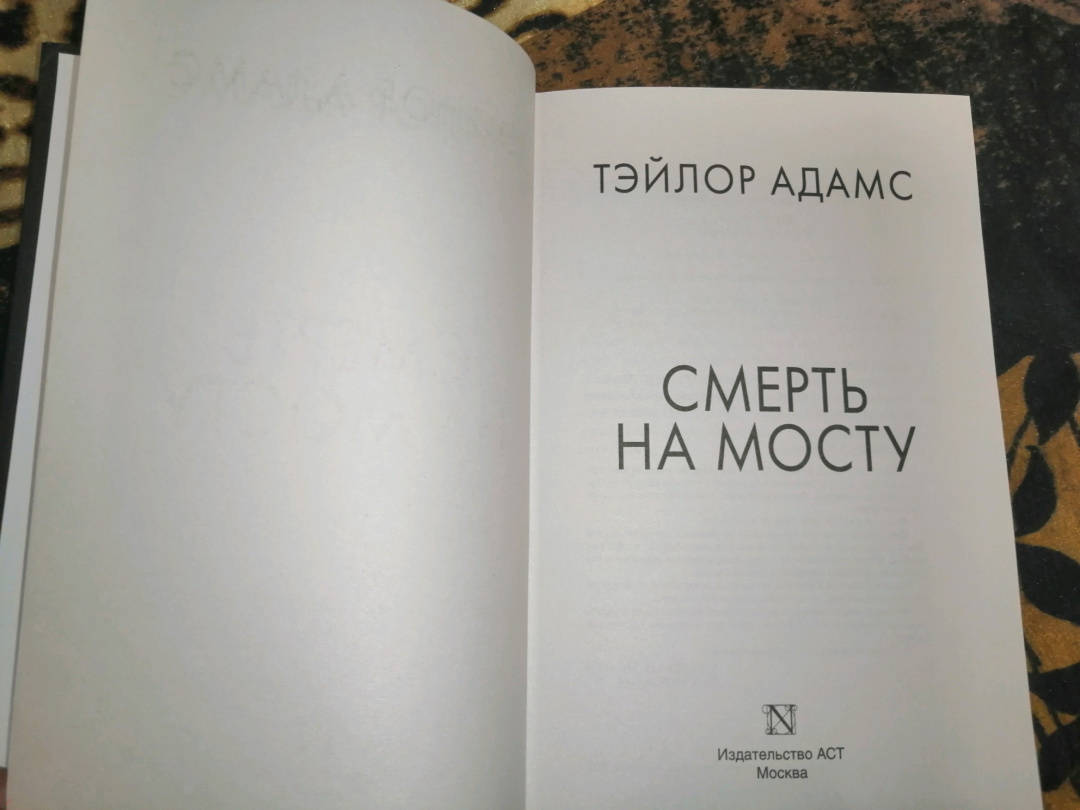 ТЭЙЛОР АДАМС
СМЕРТЬ
НА МОСТУ
N
Издательство АСТ
Москва